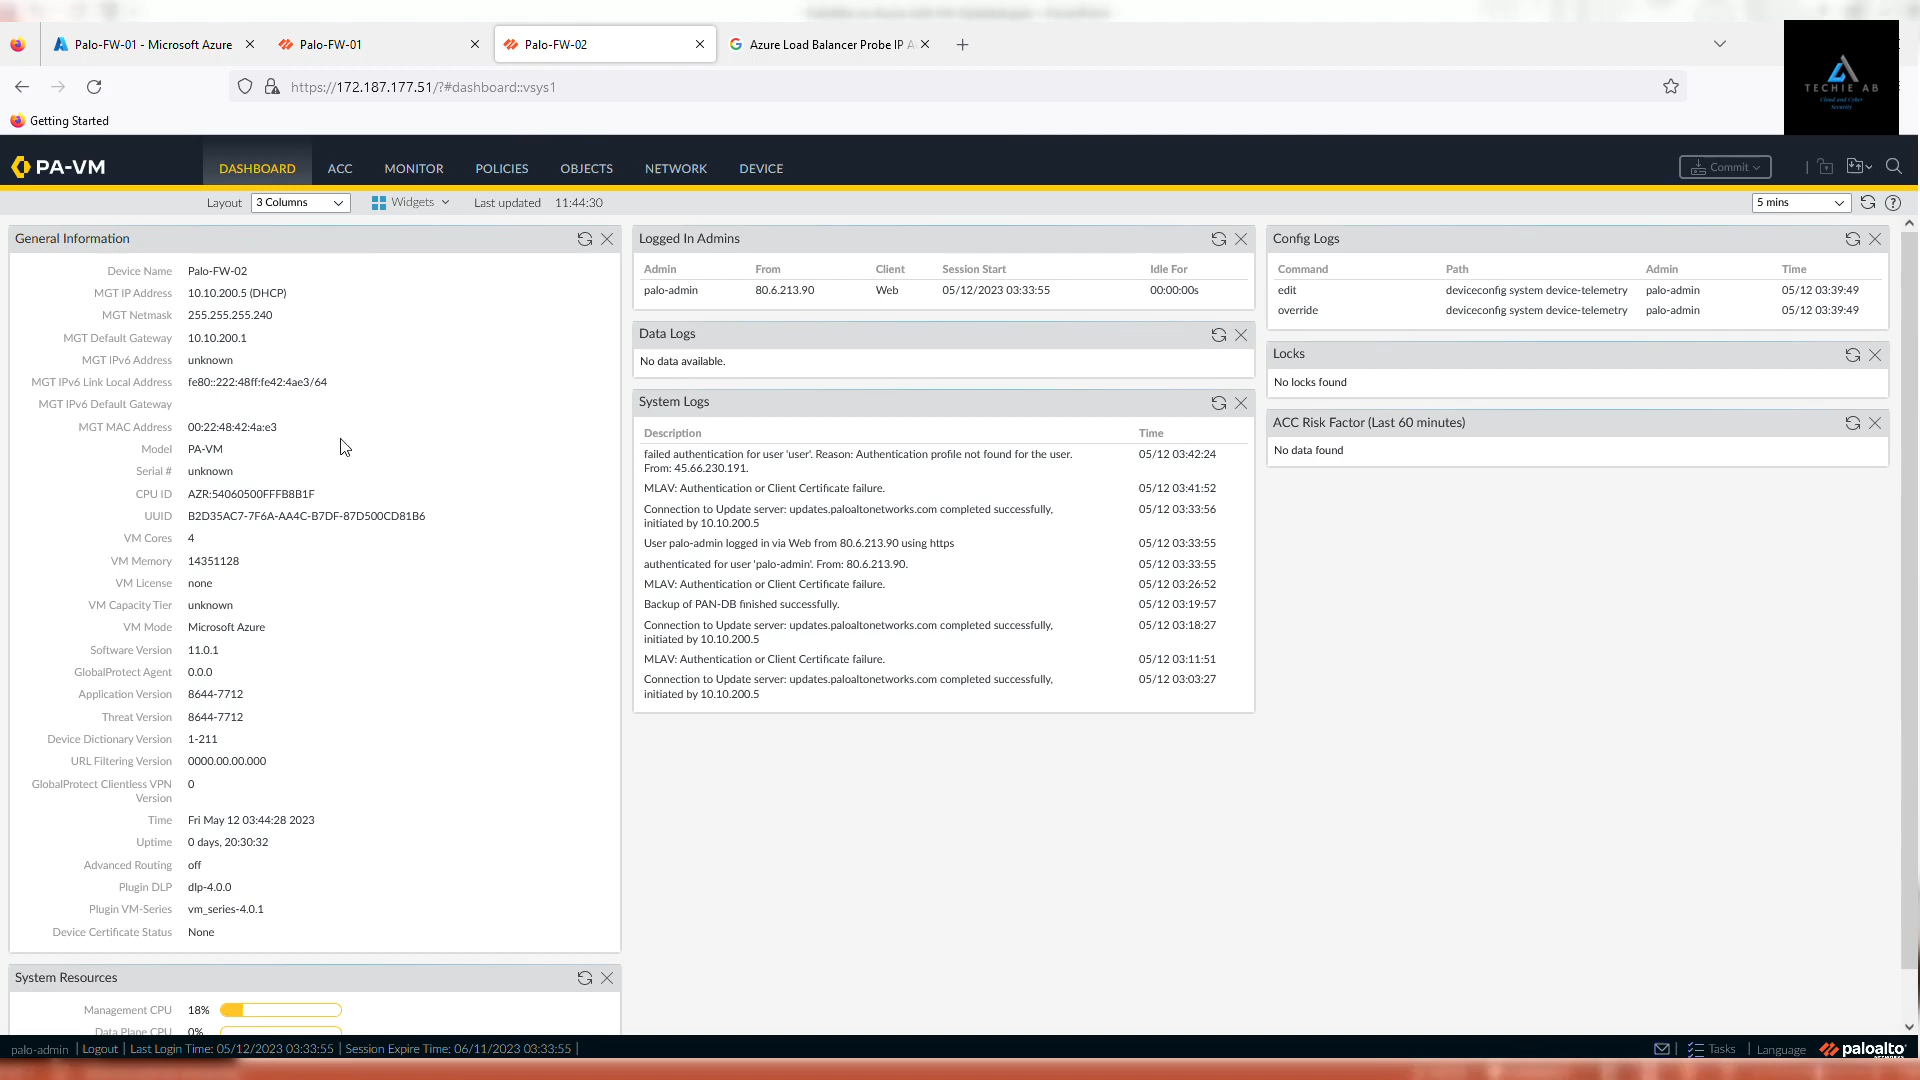 Palo-FW-01 - Microsoft Azure
Palo-FW-01
Palo-FW-02
Azure Load Balancer Probe IP A
TECHIE AB
Cloud and Cyber
Security
https://172.187.177.51/?#dashboard::vsys1
Getting Started
PA-VM
DASHBOARD
ACC
MONITOR
POLICIES
OBJECTS
NETWORK
DEVICE
Commit
Layout
3 Columns
Widgets
Last updated
11:44:30
5 mins
General Information
Device Name Palo-FW-02
MGT IP Address 10.10.200.5 (DHCP)
MGT Netmask 255.255.255.240
MGT Default Gateway 10.10.200.1
MGT IPv6 Address unknown
MGT IPv6 Link Local Address fe80::222:48ff:fe42:4ae3/64
MGT IPv6 Default Gateway
MGT MAC Address 00:22:48:42:4a:e3
Model PA-VM
Serial # unknown
CPU ID AZR:54060500FFFB8B1F
UUID B2D35AC7-7F6A-AA4C-B7DF-87D500CD81B6
VM Cores 4
VM Memory 14351128
VM License none
VM Capacity Tier unknown
VM Mode Microsoft Azure
Software Version 11.0.1
GlobalProtect Agent 0.0.0
Application Version 8644-7712
Threat Version 8644-7712
Device Dictionary Version 1-211
URL Filtering Version 0000.00.00.000
GlobalProtect Clientless VPN 0
Version
Time Fri May 12 03:44:28 2023
Uptime 0 days, 20:30:32
Advanced Routing off
Plugin DLP dlp-4.0.0
Plugin VM-Series vm_series-4.0.1
Device Certificate Status None
System Resources
Management CPU 18%
Data Plane CPU 0%
Logged In Admins
Admin From Client Session Start Idle For
palo-admin 80.6.213.90 Web 05/12/2023 03:33:55 00:00:00s
Data Logs
No data available.
System Logs
Description Time
failed authentication for user 'user'. Reason: Authentication profile not found for the user. 05/12 03:42:24
From: 45.66.230.191.
MLAV: Authentication or Client Certificate failure. 05/12 03:41:52
Connection to Update server: updates.paloaltonetworks.com completed successfully, 05/12 03:33:56
initiated by 10.10.200.5
User palo-admin logged in via Web from 80.6.213.90 using https 05/12 03:33:55
authenticated for user 'palo-admin'. From: 80.6.213.90. 05/12 03:33:55
MLAV: Authentication or Client Certificate failure. 05/12 03:26:52
Backup of PAN-DB finished successfully. 05/12 03:19:57
Connection to Update server: updates.paloaltonetworks.com completed successfully, 05/12 03:18:27
initiated by 10.10.200.5
MLAV: Authentication or Client Certificate failure. 05/12 03:11:51
Connection to Update server: updates.paloaltonetworks.com completed successfully, 05/12 03:03:27
initiated by 10.10.200.5
Config Logs
Command Path Admin Time
edit deviceconfig system device-telemetry palo-admin 05/12 03:39:49
override deviceconfig system device-telemetry palo-admin 05/12 03:39:49
Locks
No locks found
ACC Risk Factor (Last 60 minutes)
No data found
palo-admin | Logout | Last Login Time: 05/12/2023 03:33:55 | Session Expire Time: 06/11/2023 03:33:55 |
Tasks | Language
paloalto
NETWORKS